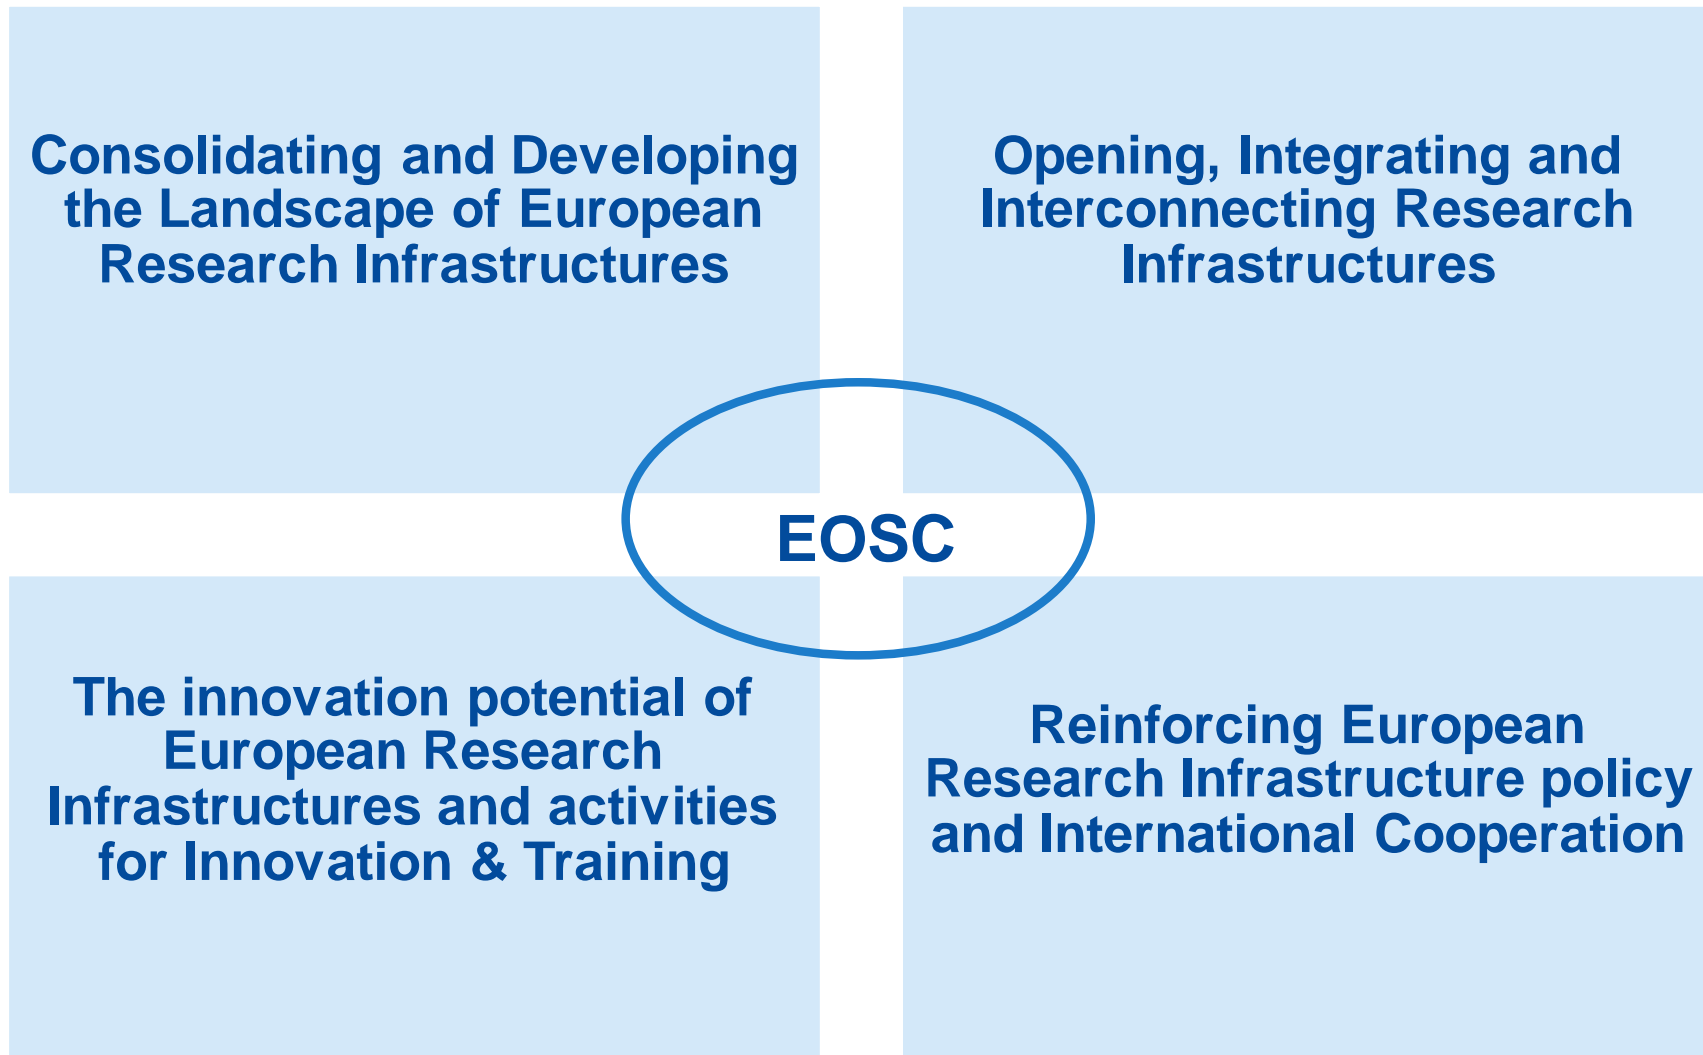 Consolidating and Developing
the Landscape of European
Research Infrastructures
Opening, Integrating and
Interconnecting Research
Infrastructures
EOSC
The innovation potential of
European Research
Infrastructures and activities
for Innovation & Training
Reinforcing European
Research Infrastructure policy
and International Cooperation